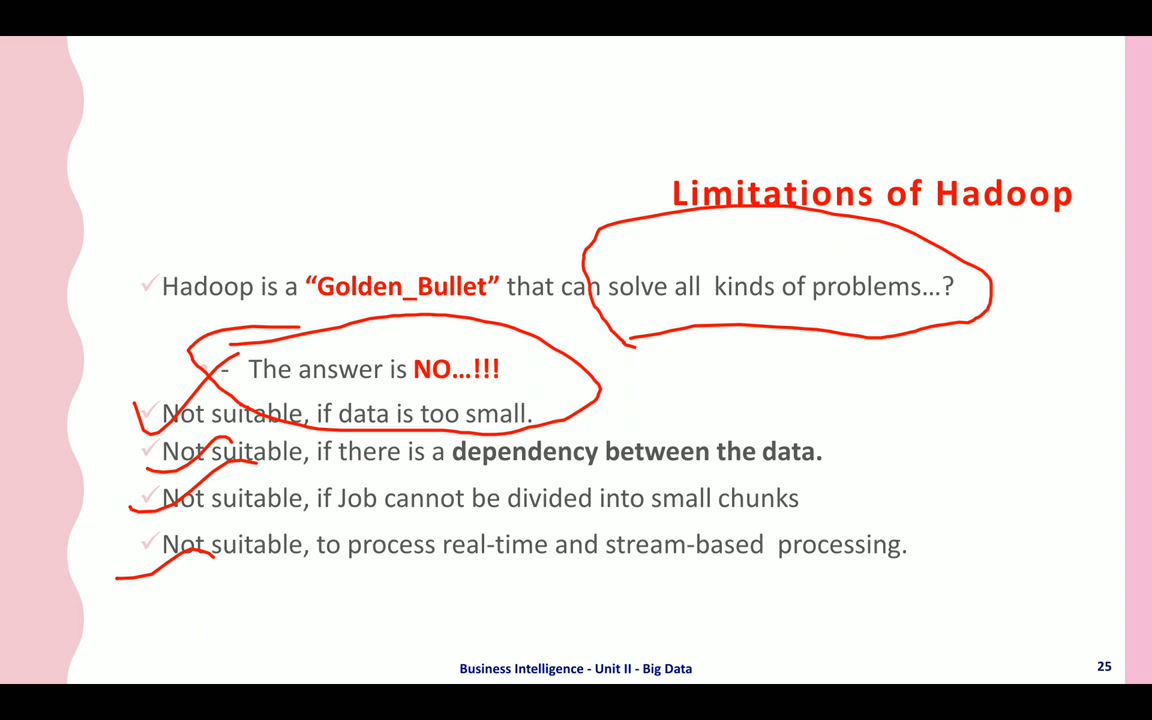 Limitations of Hadoop
Hadoop is a “Golden_Bullet” that can solve all kinds of problems...?
- The answer is NO...!!!
Not suitable, if data is too small.
Not suitable, if there is a dependency between the data.
Not suitable, if Job cannot be divided into small chunks
Not suitable, to process real-time and stream-based processing.
Business Intelligence - Unit II - Big Data
25